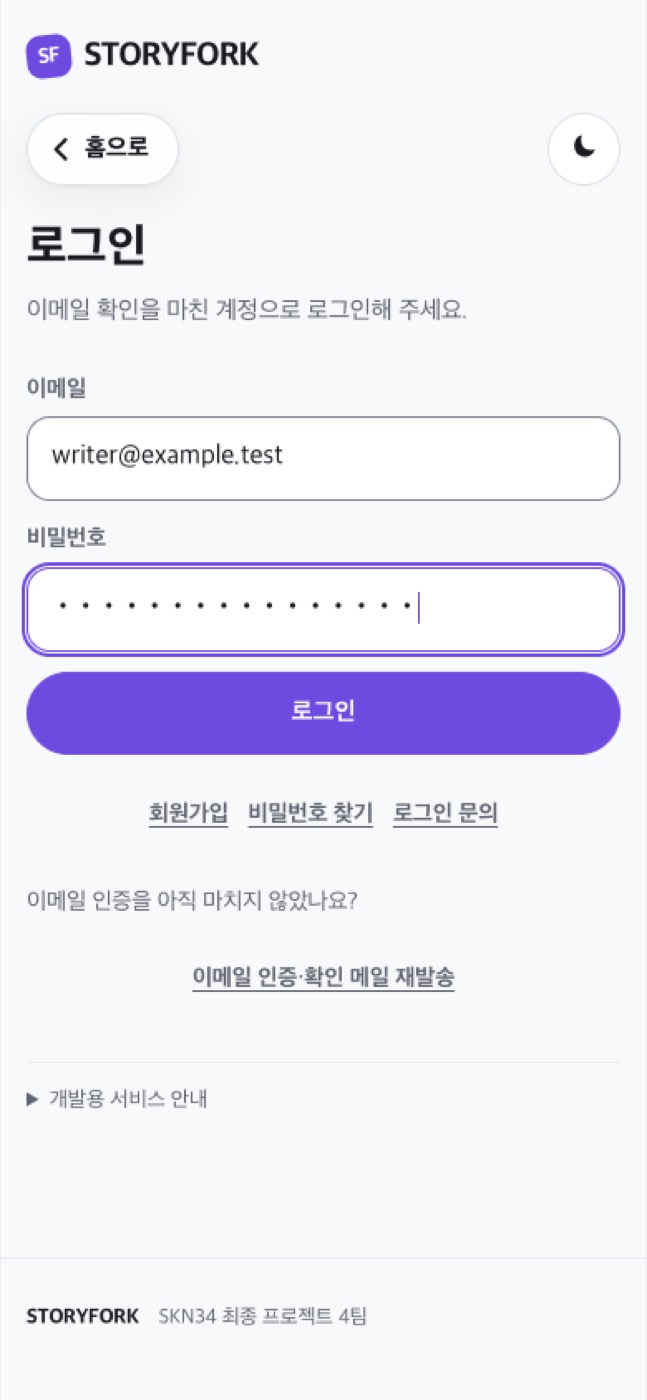 SF STORYFORK
홈으로
로그인
이메일 확인을 마친 계정으로 로그인해 주세요.
이메일
writer@example.test
비밀번호
••••••••••••••••
로그인
회원가입 비밀번호 찾기 로그인 문의
이메일 인증을 아직 마치지 않았나요?
이메일 인증·확인 메일 재발송
▶ 개발용 서비스 안내
STORYFORK SKN34 최종 프로젝트 4팀